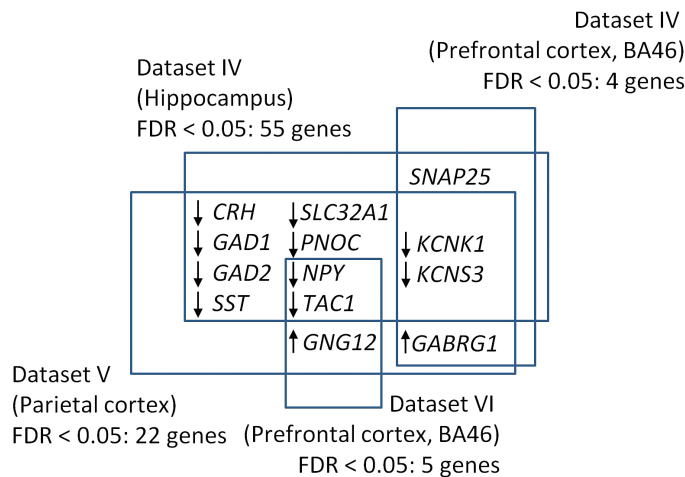 Dataset IV
(Prefrontal cortex, BA46)
FDR < 0.05: 4 genes
Dataset IV
(Hippocampus)
FDR < 0.05: 55 genes
SNAP25
↓ CRH ↓ SLC32A1
↓ GAD1 ↓ PNOC ↓ KCNK1
↓ GAD2 ↓ NPY ↓ KCNS3
↓ SST ↓ TAC1
↑ GNG12 ↑ GABRG1
Dataset V
(Parietal cortex)
FDR < 0.05: 22 genes
Dataset VI
(Prefrontal cortex, BA46)
FDR < 0.05: 5 genes